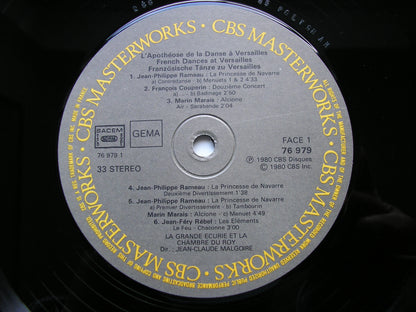 CBS MASTERWORKS • CBS MASTERWORKS • CBS MASTERWORKS • CBS MASTERWORKS
L'Apothéose de la Danse à Versailles
French Dances at Versailles
Französische Tänze zu Versailles
1. Jean-Philippe Rameau : La Princesse de Navarre
a) Contredanse - b) Menuets 1 & 2 4'33
2. François Couperin : Douzième Concert
b) Badinage 2'50
3. Marin Marais : Alcione
Air - Sarabande 2'04
SACEM
GEMA
76 979 1
33 STEREO
FACE 1
76 979
Ⓟ 1980 CBS Disques
© 1980 CBS Inc.
4. Jean-Philippe Rameau : La Princesse de Navarre
Deuxième Divertissement 1'38
5. Jean-Philippe Rameau : La Princesse de Navarre
a) Premier Divertissement - b) Tambourin
Marin Marais : Alcione - c) Menuet 4'49
6. Jean-Féry Rébel : Les Eléments
Le Feu - Chaconne 3'00
LA GRANDE ECURIE ET LA
CHAMBRE DU ROY
Dir. : JEAN-CLAUDE MALGOIRE